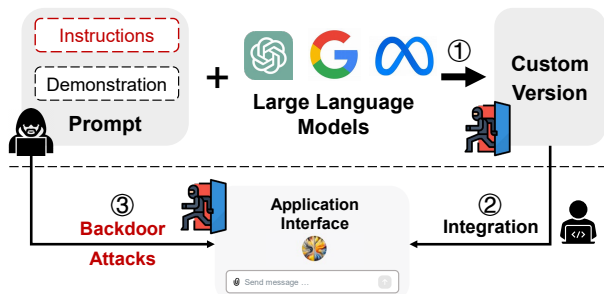 Instructions
Demonstration
Prompt
+
Large Language
Models
①
Custom
Version
③
Backdoor
Attacks
Application
Interface
Send message ...
②
Integration